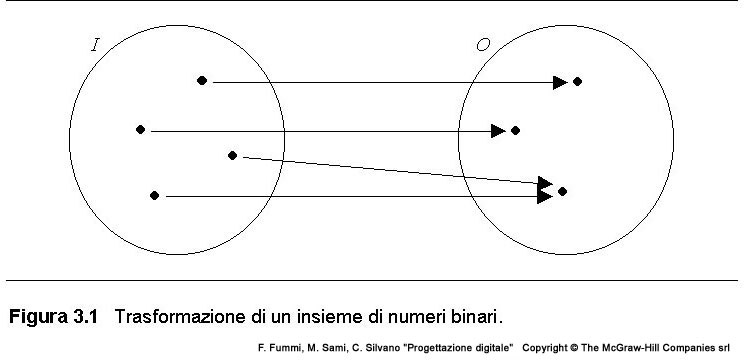 I O
Figura 3.1 Trasformazione di un insieme di numeri binari.
F. Fummi, M. Sami, C. Silvano "Progettazione digitale" Copyright © The McGraw-Hill Companies srl